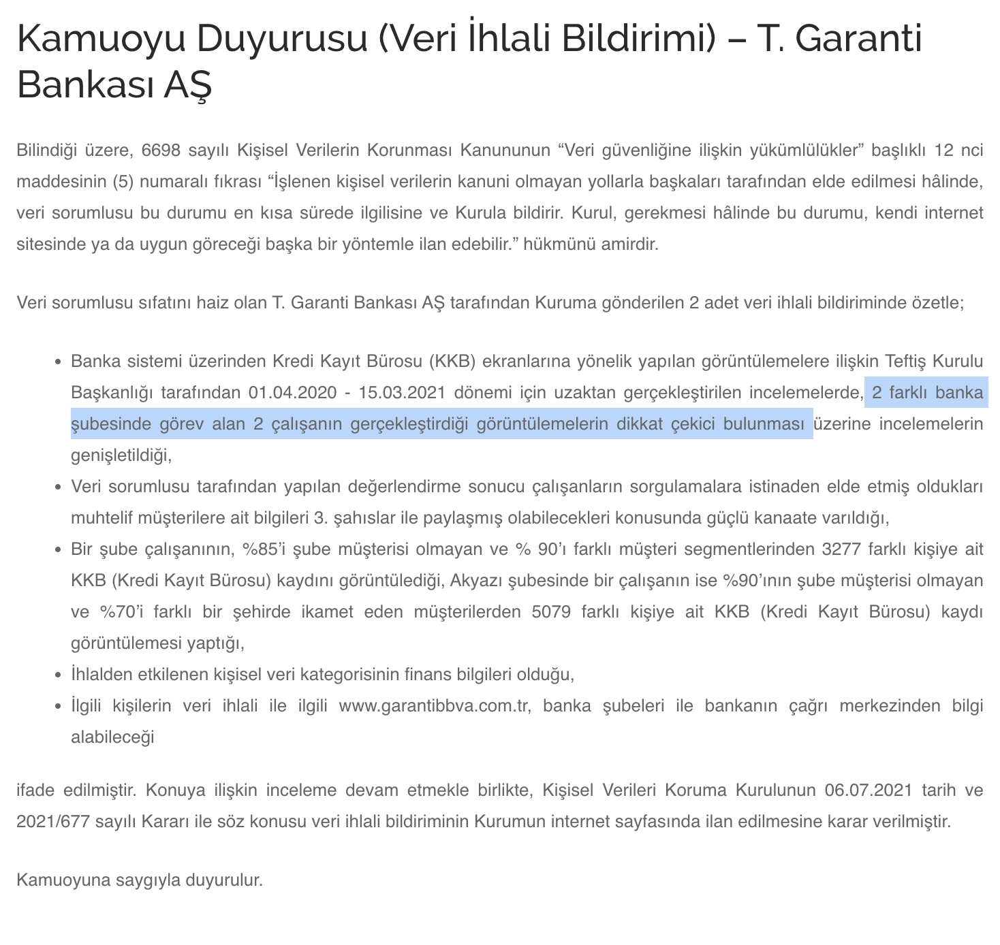 Kamuoyu Duyurusu (Veri İhlali Bildirimi) – T. Garanti
Bankası AŞ
Bilindiği üzere, 6698 sayılı Kişisel Verilerin Korunması Kanununun “Veri güvenliğine ilişkin yükümlülükler” başlıklı 12 nci
maddesinin (5) numaralı fıkrası “İşlenen kişisel verilerin kanuni olmayan yollarla başkaları tarafından elde edilmesi hâlinde,
veri sorumlusu bu durumu en kısa sürede ilgilisine ve Kurula bildirir. Kurul, gerekmesi hâlinde bu durumu, kendi internet
sitesinde ya da uygun göreceği başka bir yöntemle ilan edebilir.” hükmünü amirdir.
Veri sorumlusu sıfatını haiz olan T. Garanti Bankası AŞ tarafından Kuruma gönderilen 2 adet veri ihlali bildiriminde özetle;
• Banka sistemi üzerinden Kredi Kayıt Bürosu (KKB) ekranlarına yönelik yapılan görüntülemelere ilişkin Teftiş Kurulu
Başkanlığı tarafından 01.04.2020 - 15.03.2021 dönemi için uzaktan gerçekleştirilen incelemelerde, 2 farklı banka
şubesinde görev alan 2 çalışanın gerçekleştirdiği görüntülemelerin dikkat çekici bulunması üzerine incelemelerin
genişletildiği,
• Veri sorumlusu tarafından yapılan değerlendirme sonucu çalışanların sorgulamalara istinaden elde etmiş oldukları
muhtelif müşterilere ait bilgileri 3. şahıslar ile paylaşmış olabilecekleri konusunda güçlü kanaate varıldığı,
• Bir şube çalışanının, %85’i şube müşterisi olmayan ve % 90’ı farklı müşteri segmentlerinden 3277 farklı kişiye ait
KKB (Kredi Kayıt Bürosu) kaydını görüntülediği, Akyazı şubesinde bir çalışanın ise %90’ının şube müşterisi olmayan
ve %70’i farklı bir şehirde ikamet eden müşterilerden 5079 farklı kişiye ait KKB (Kredi Kayıt Bürosu) kaydı
görüntülemesi yaptığı,
• İhlalden etkilenen kişisel veri kategorisinin finans bilgileri olduğu,
• İlgili kişilerin veri ihlali ile ilgili www.garantibbva.com.tr, banka şubeleri ile bankanın çağrı merkezinden bilgi
alabileceği
ifade edilmiştir. Konuya ilişkin inceleme devam etmekle birlikte, Kişisel Verileri Koruma Kurulunun 06.07.2021 tarih ve
2021/677 sayılı Kararı ile söz konusu veri ihlali bildiriminin Kurumun internet sayfasında ilan edilmesine karar verilmiştir.
Kamuoyuna saygıyla duyurulur.